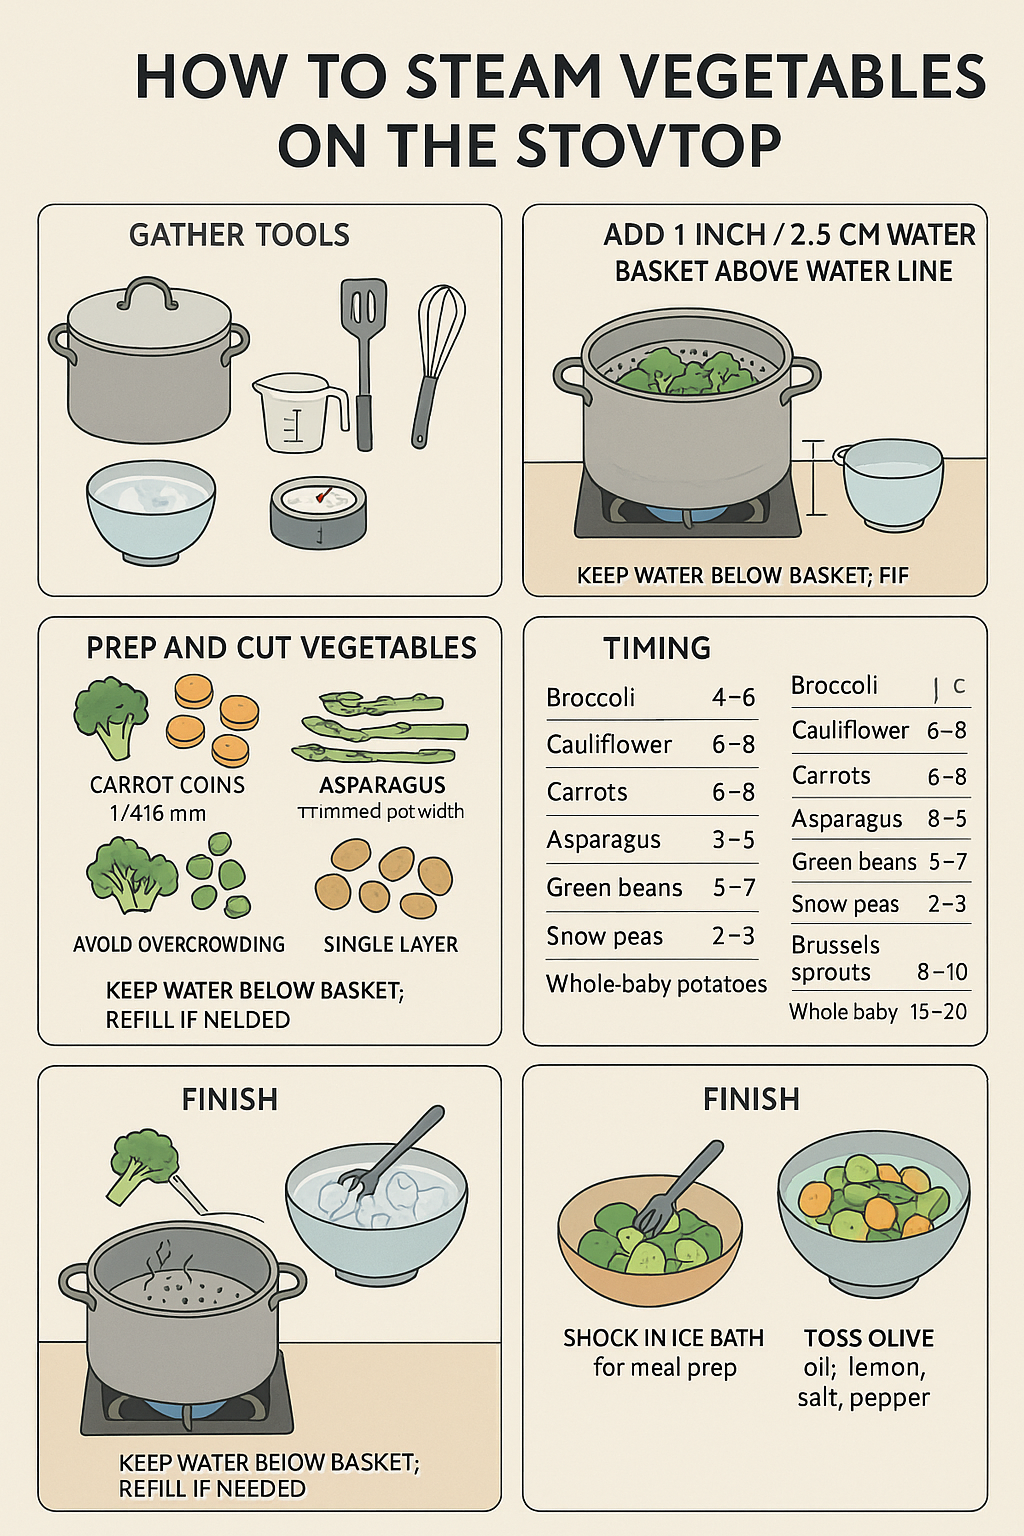 HOW TO STEAM VEGETABLES
ON THE STOVTOP
GATHER TOOLS
ADD 1 INCH / 2.5 CM WATER
BASKET ABOVE WATER LINE
KEEP WATER BELOW BASKET; FIF
PREP AND CUT VEGETABLES
CARROT COINS
1/416 mm
ASPARAGUS
TTimmed pot width
AVOLD OVERCROWDING
SINGLE LAYER
KEEP WATER BELOW BASKET;
REFILL IF NELDED
TIMING
Broccoli 4–6
Cauliflower 6–8
Carrots 6–8
Asparagus 3–5
Green beans 5–7
Snow peas 2–3
Whole-baby potatoes
Broccoli
Cauliflower 6–8
Carrots 6–8
Asparagus 8–5
Green beans 5–7
Snow peas 2–3
Brussels
sprouts 8–10
Whole baby 15–20
FINISH
KEEP WATER BEIOW BASKET;
REFILL IF NEEDED
FINISH
SHOCK IN ICE BATH
for meal prep
TOSS OLIVE
oil; lemon,
salt, pepper